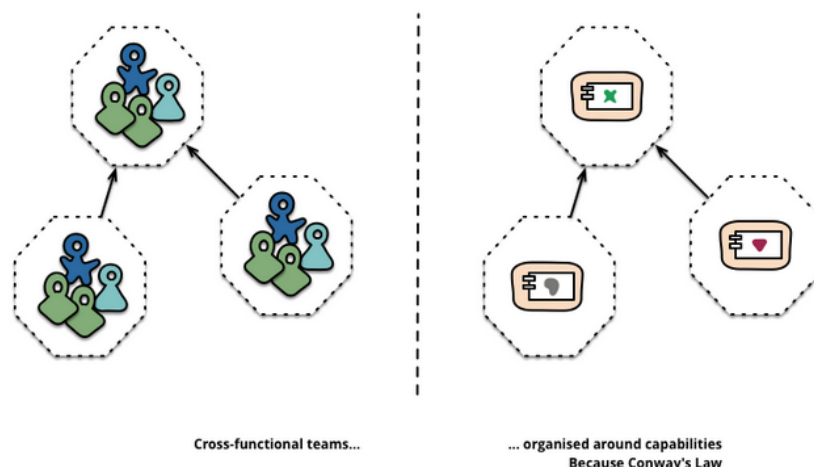 Cross-functional teams...
... organised around capabilities
Because Conway's Law